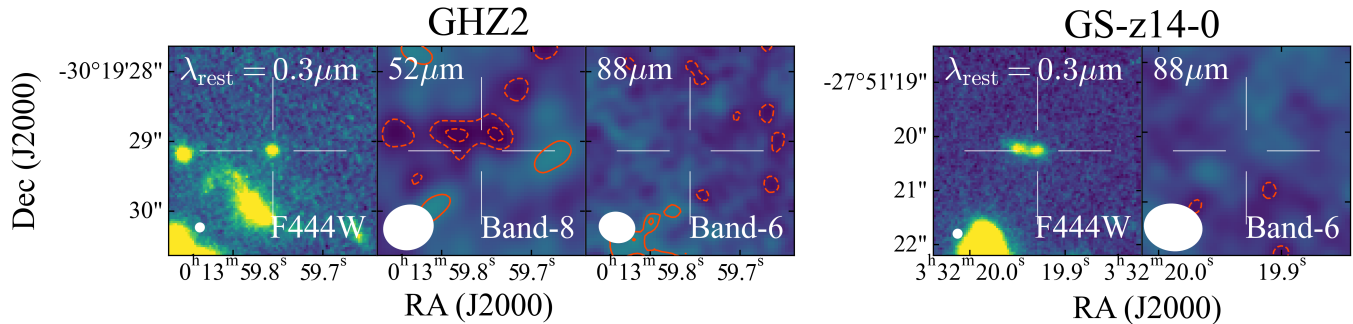 GHZ2
GS-z14-0
λrest = 0.3μm
52μm
88μm
λrest = 0.3μm
88μm
-30°19'28"
29"
30"
-27°51'19"
20"
21"
22"
Dec (J2000)
F444W
Band-8
Band-6
F444W
Band-6
0ʰ13ᵐ59.8ˢ
59.7ˢ
0ʰ13ᵐ59.8ˢ
59.7ˢ
0ʰ13ᵐ59.8ˢ
59.7ˢ
3ʰ32ᵐ20.0ˢ
19.9ˢ
3ʰ32ᵐ20.0ˢ
19.9ˢ
RA (J2000)
RA (J2000)